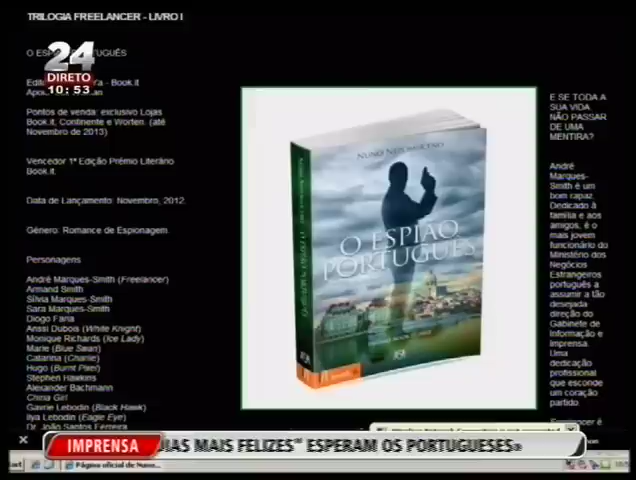 TRILOGIA FREELANCER - LIVRO I
24
DIRETO
10 53
- Book.it
Pontos de venda: exclusivo Lojas
Book.it, Continente e Worten. (até
Novembro de 2013)
Vencedor 1ª Edição Prémio Literário
Book.it.
Data de Lançamento: Novembro, 2012.
Género: Romance de Espionagem.
Personagens
André Marques-Smith (Freelancer)
Armand Smith
Sílvia Marques-Smith
Sara Marques-Smith
Diogo Faria
Anssi Dubois (White Knight)
Monique Richards (Ice Lady)
Marie (Blue Swan)
Catarina (Charlie)
Hugo (Burnt Pixel)
Stephen Hawkins
Alexander Bachmann
China Girl
Gavrie Lebodin (Black Hawk)
Ilya Lebodin (Eagle Eye)
Dr. João Santos Ferreira
NUNO NEPOMUCENO
O ESPIÃO
PORTUGUÊS
E SE TODA A
SUA VIDA
NÃO PASSAR
DE UMA
MENTIRA?
André
Marques-
Smith é um
bom rapaz.
Dedicado à
família e aos
amigos, é o
mais jovem
funcionário do
Ministério dos
Negócios
Estrangeiros
português a
assumir a tão
desejada
direção do
Gabinete de
Informação e
Imprensa.
Uma
dedicação
profissional
que esconde
um coração
partido.
IMPRENSA DIAS MAIS FELIZES" ESPERAM OS PORTUGUESES»
Página oficial de Nuno...